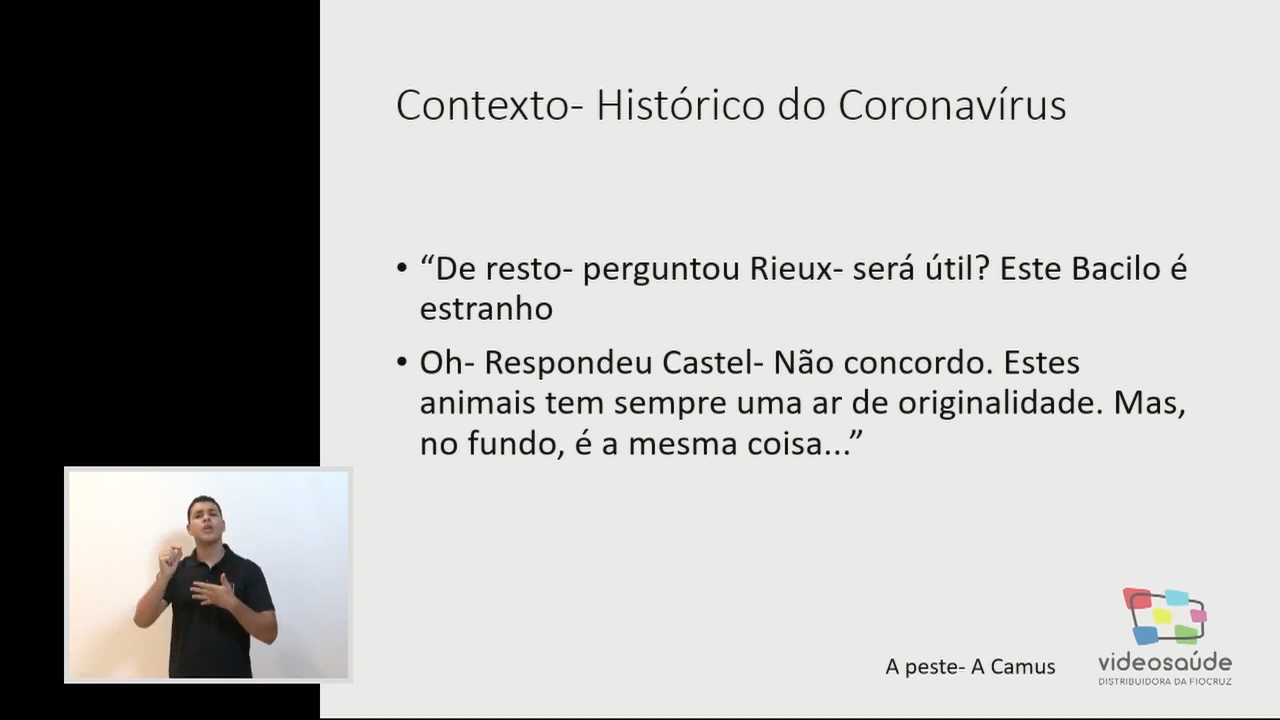 Contexto- Histórico do Coronavírus
• “De resto- perguntou Rieux- será útil? Este Bacilo é
estranho
• Oh- Respondeu Castel- Não concordo. Estes
animais tem sempre uma ar de originalidade. Mas,
no fundo, é a mesma coisa...”
A peste- A Camus
videosaúde
DISTRIBUIDORA DA FIOCRUZ